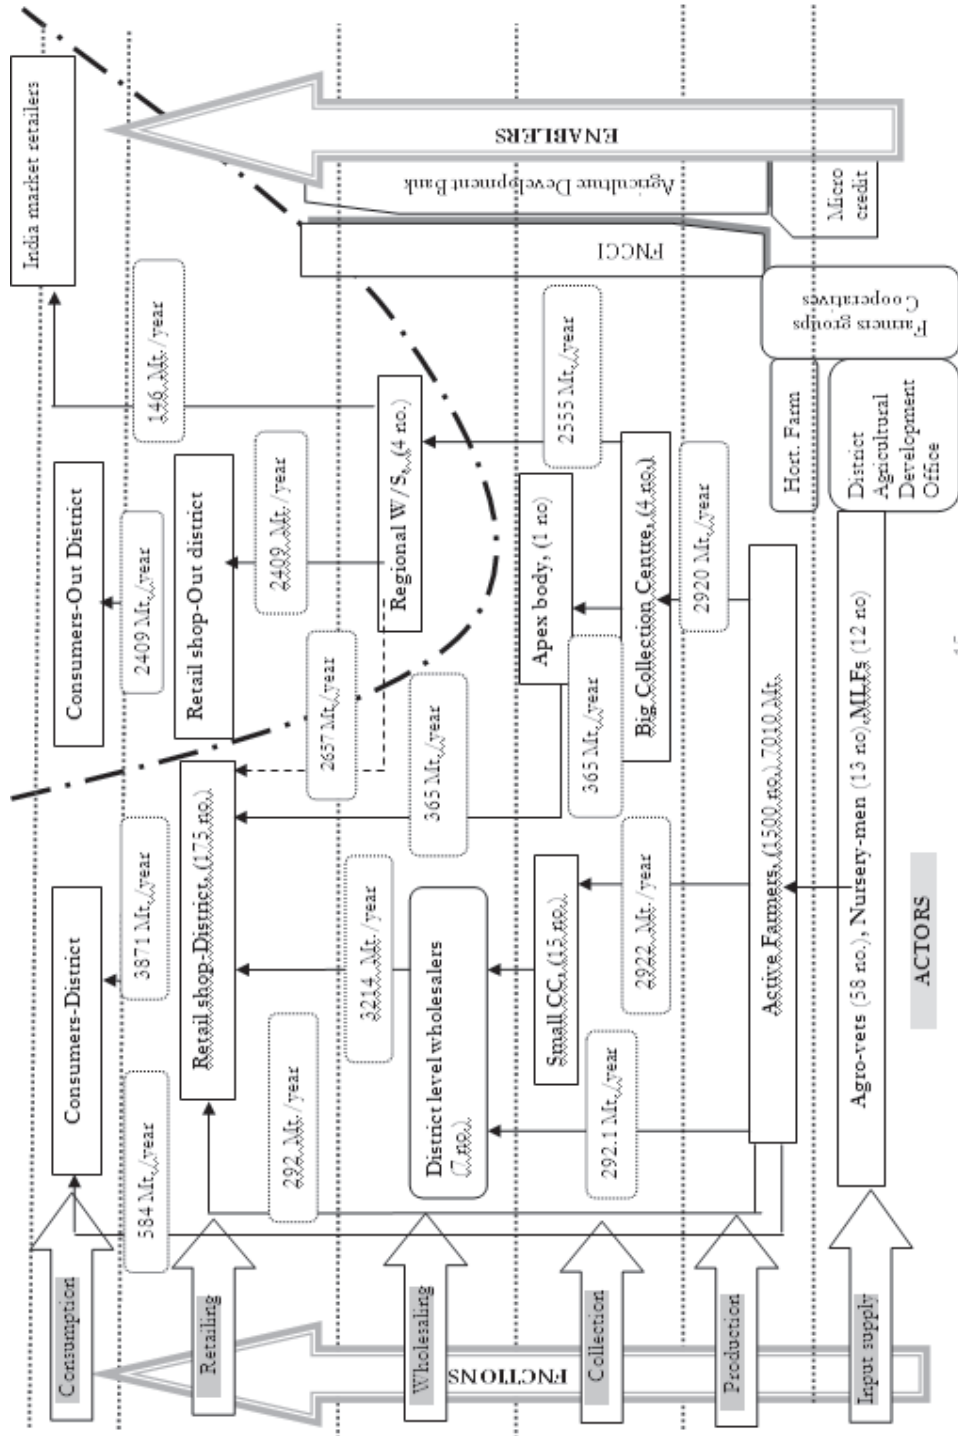 India market retailers
ENABLERS
Agriculture Development Bank
Micro
credit
FNCCI
Farmers groups
Cooperatives
146 Mt./year
Hort. Farm
District
Agricultural
Development
Office
Consumers-Out District
2409 Mt./year
Retail shop-Out district
2409 Mt./year
Regional W/S, (4 no.)
2555 Mt./year
Apex body, (1 no)
Big Collection Centre, (4 no.)
2920 Mt./year
2657 Mt./year
365 Mt./year
365 Mt./year
Consumers-District
3871 Mt./year
Retail shop-District, (175 no.)
3214 Mt./year
District level wholesalers
(7 no.)
Small CC, (15 no.)
2922 Mt./year
Active Farmers, (1500 no.) 7010 Mt.
Agro-vets (58 no.), Nursery-men (13 no),MLFs (12 no)
584 Mt./year
292 Mt./year
292.1 Mt./year
ACTORS
Consumption
Retailing
Wholesaling
Collection
Production
Input supply
FNCTIONS